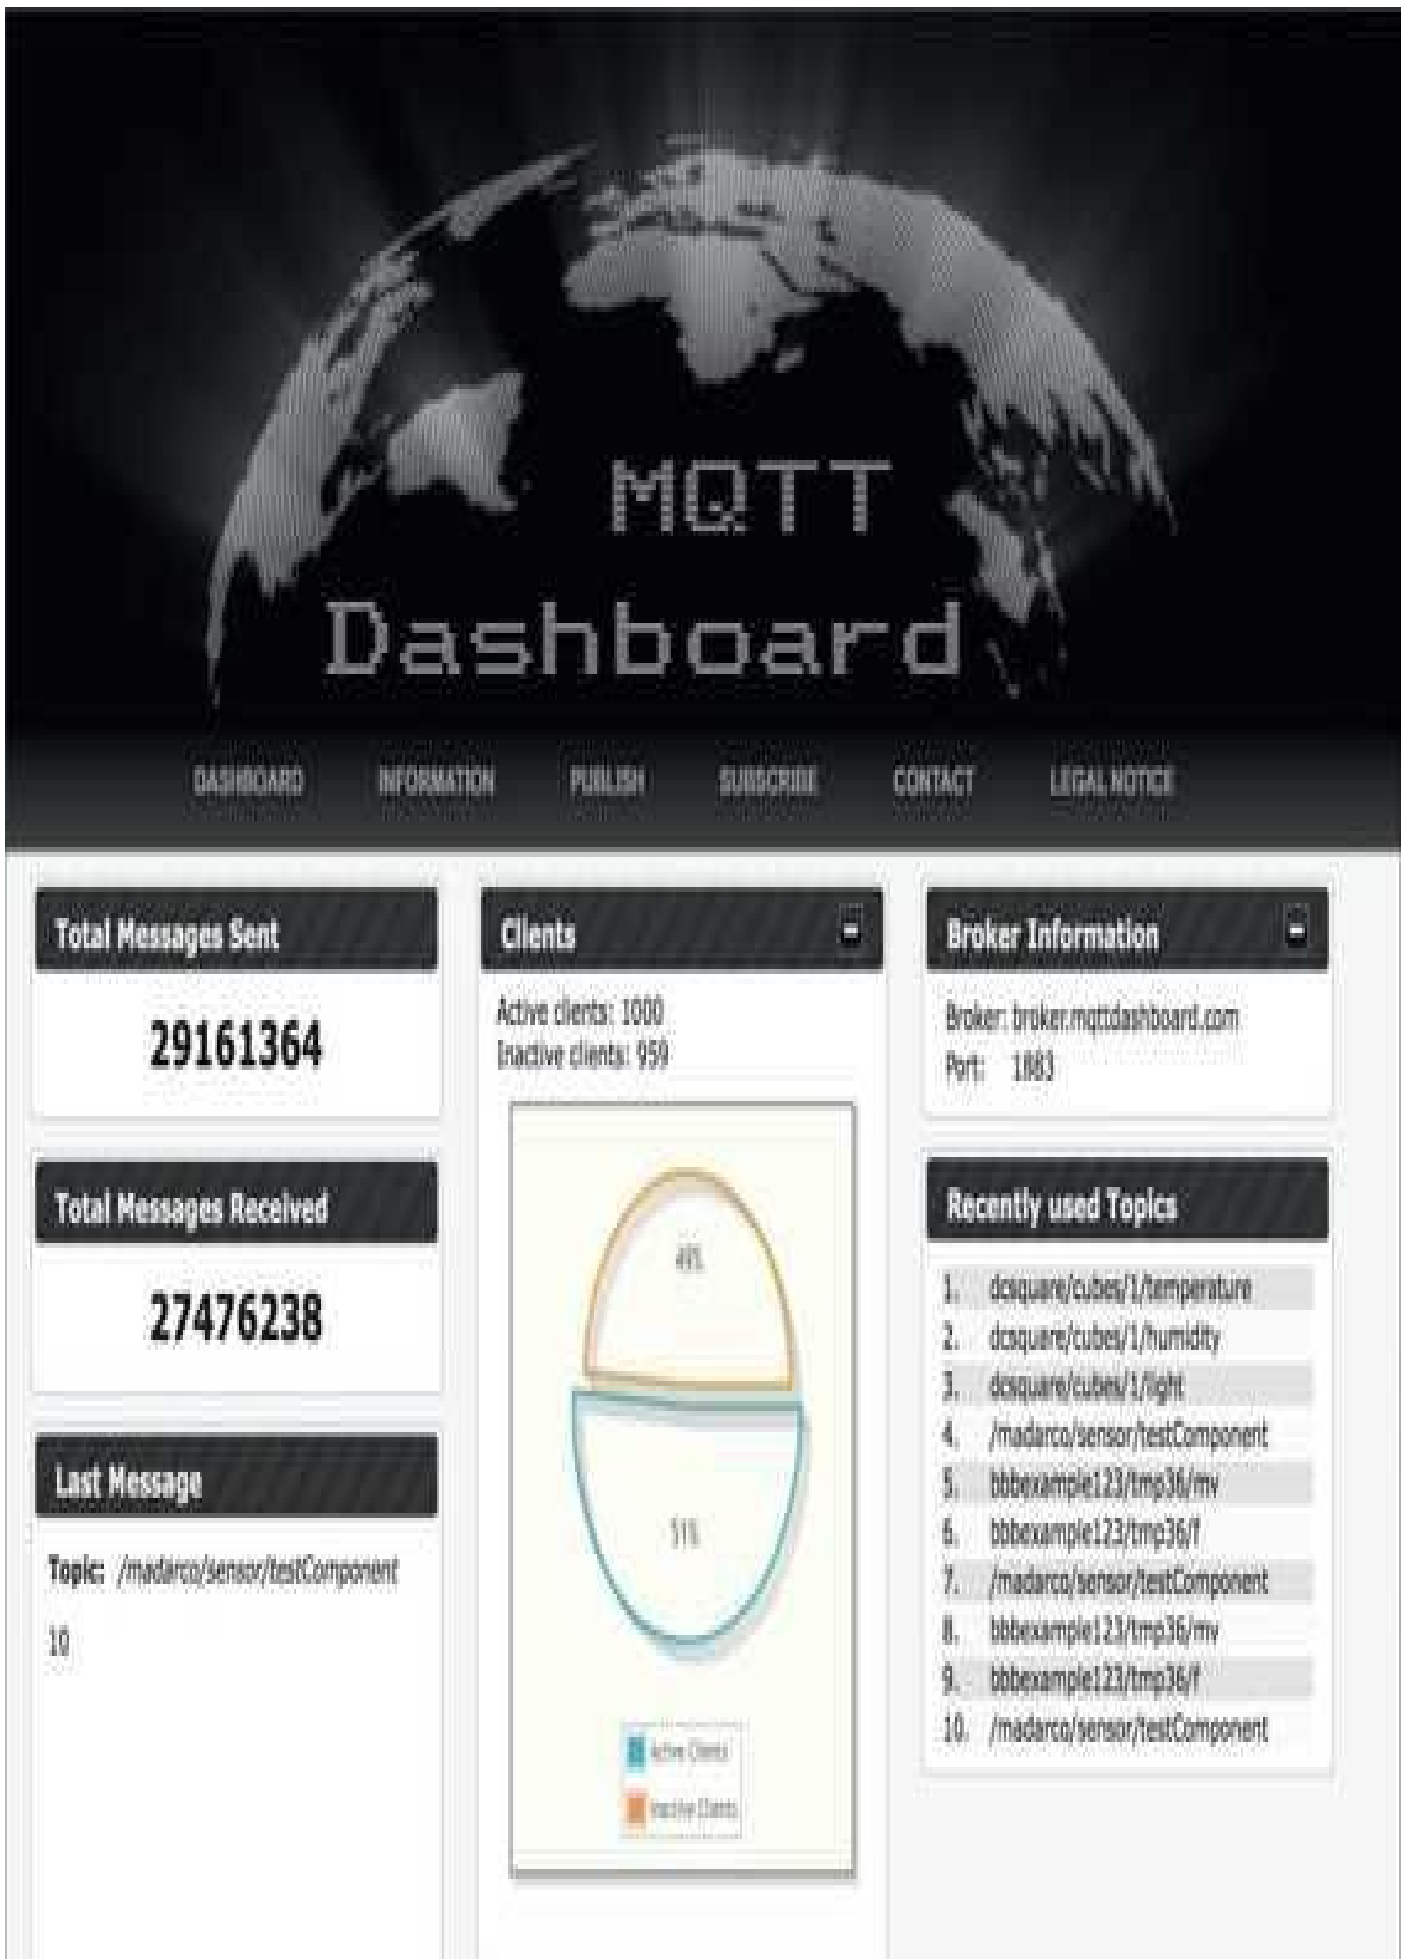 MQTT
Dashboard
DASHBOARD INFORMATION PUBLISH SUBSCRIBE CONTACT LEGAL NOTICE
Total Messages Sent
29161364
Total Messages Received
27476238
Last Message
Topic: /madarco/sensor/testComponent
10
Clients
Active clients: 1000
Inactive clients: 959
49%
51%
Active Clients
Inactive Clients
Broker Information
Broker: broker.mqttdashboard.com
Port: 1883
Recently used Topics
1. dcsquare/cubes/1/temperature
2. dcsquare/cubes/1/humidity
3. dcsquare/cubes/1/light
4. /madarco/sensor/testComponent
5. bbbexample123/tmp36/mv
6. bbbexample123/tmp36/f
7. /madarco/sensor/testComponent
8. bbbexample123/tmp36/mv
9. bbbexample123/tmp36/f
10. /madarco/sensor/testComponent